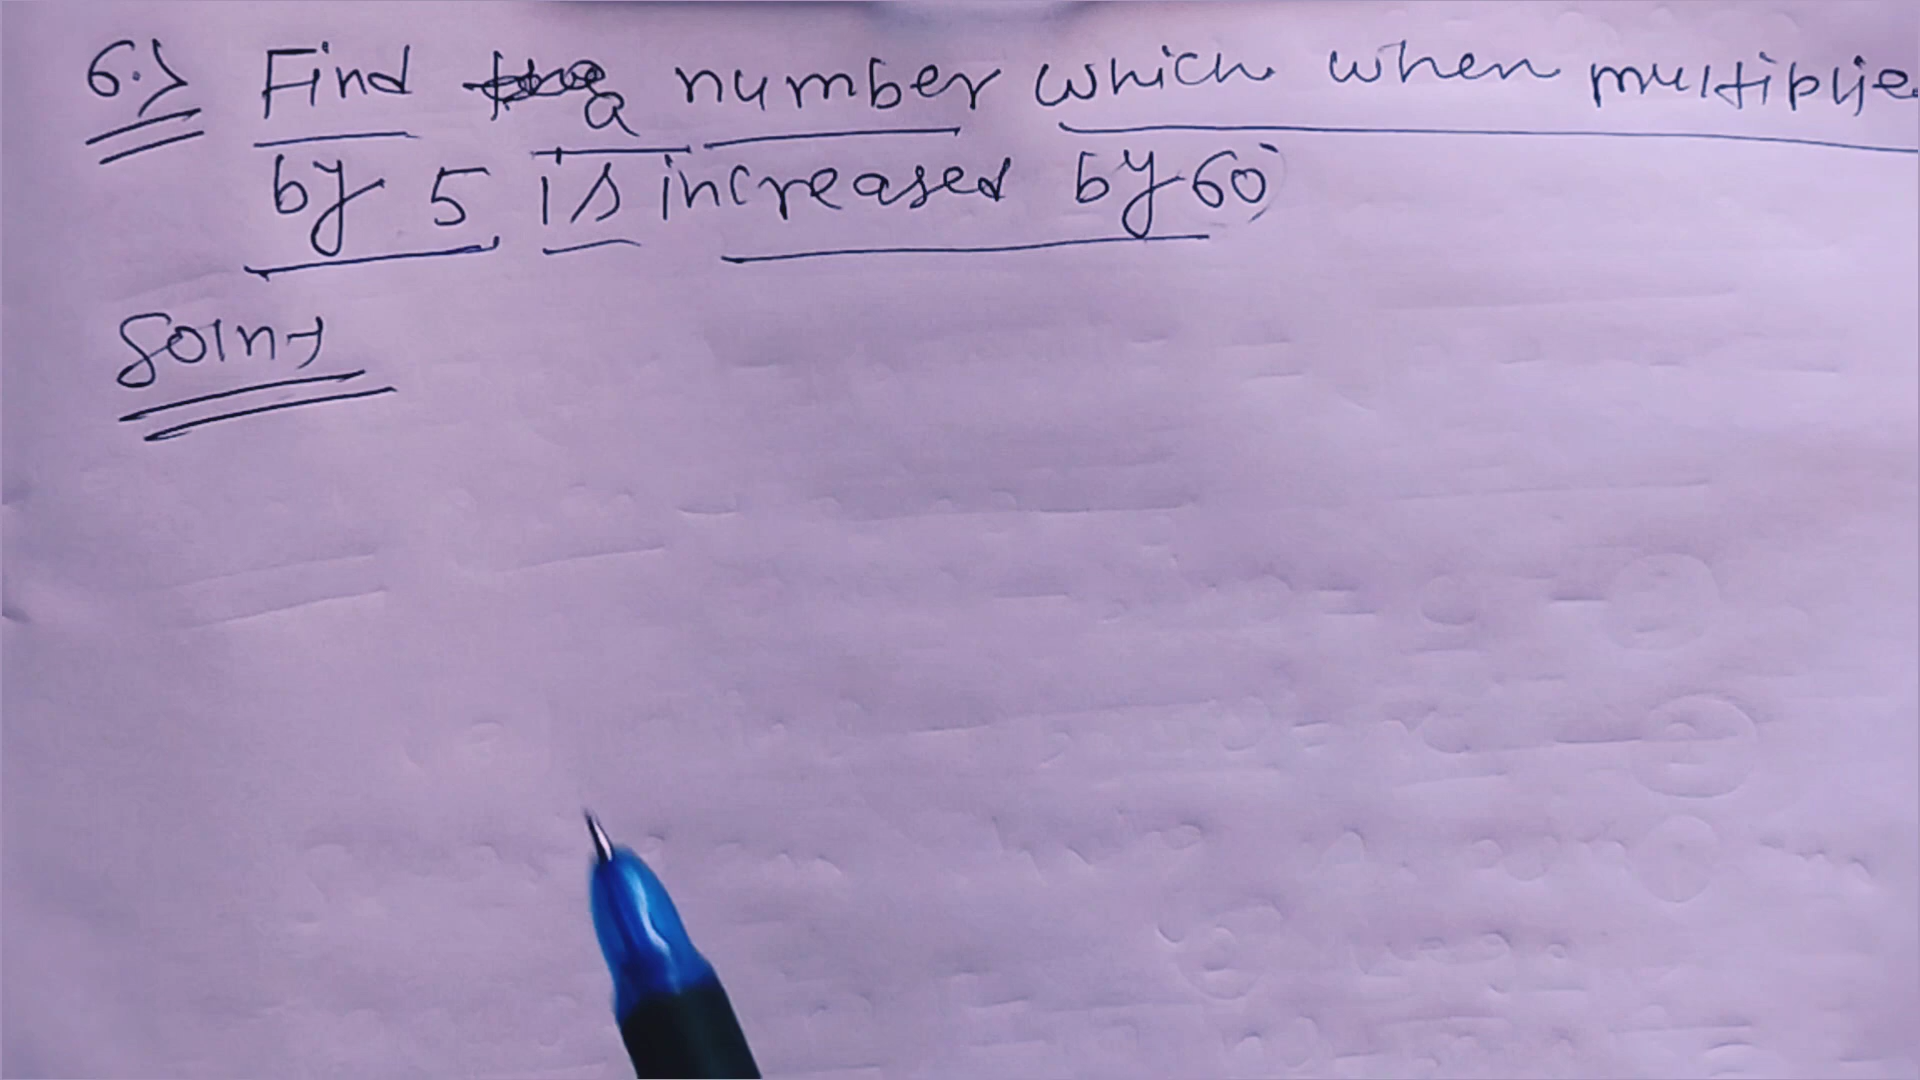 6.> Find a number which when multiplie
by 5 is increased by 60
Soln→